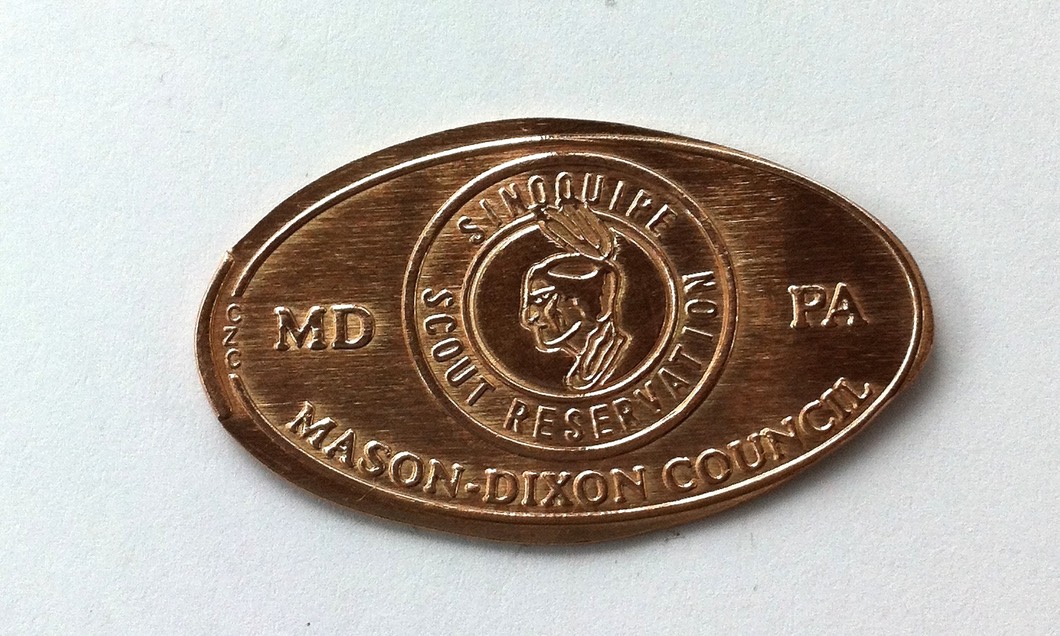 SINOQUIPE
SCOUT RESERVATION
MD
PA
MASON-DIXON COUNCIL